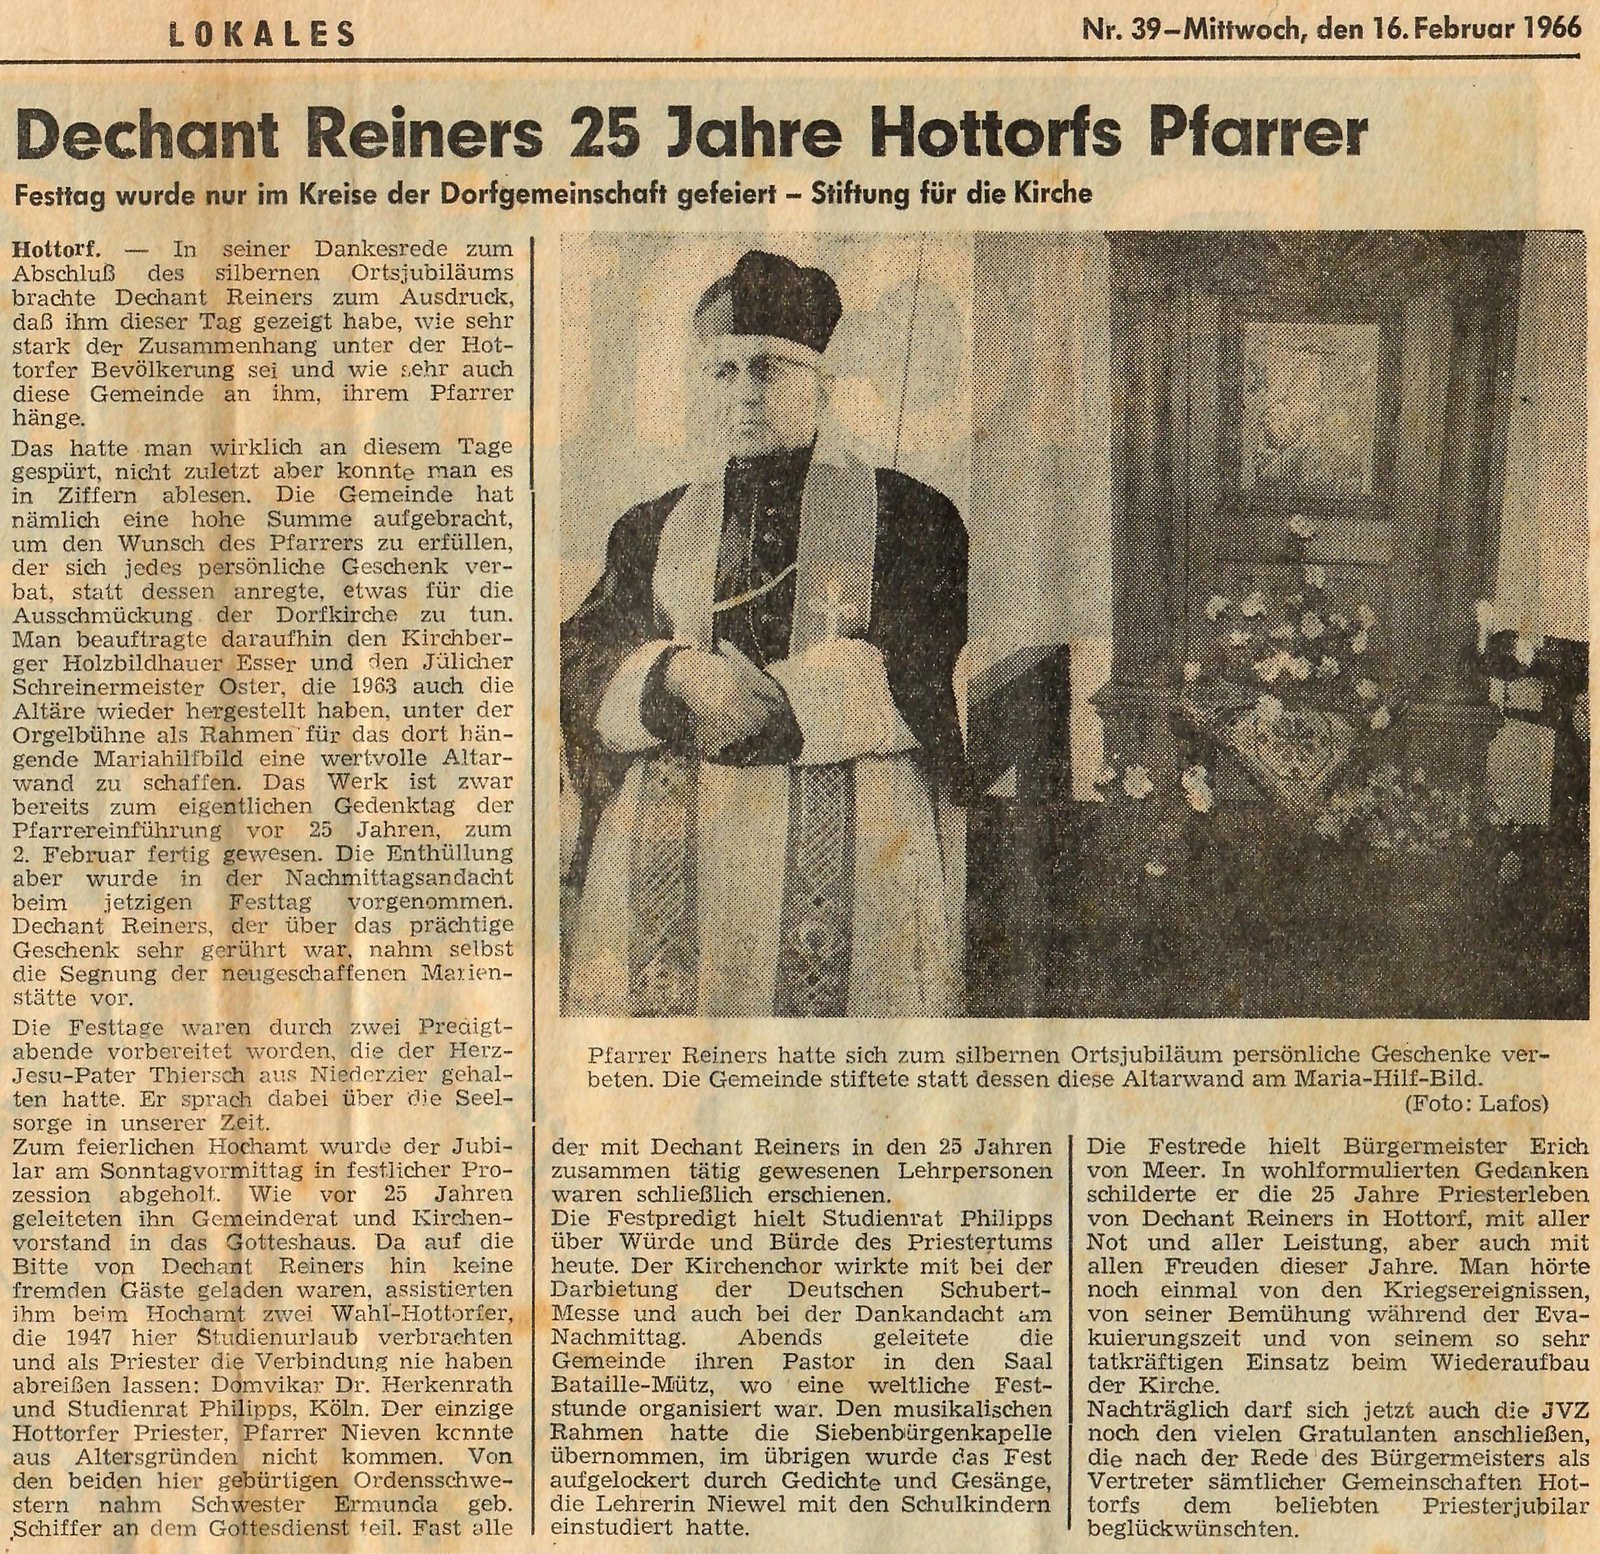 LOKALES
Nr. 39–Mittwoch, den 16. Februar 1966
Dechant Reiners 25 Jahre Hottorfs Pfarrer
Festtag wurde nur im Kreise der Dorfgemeinschaft gefeiert – Stiftung für die Kirche
Hottorf. — In seiner Dankesrede zum
Abschluß des silbernen Ortsjubiläums
brachte Dechant Reiners zum Ausdruck,
daß ihm dieser Tag gezeigt habe, wie sehr
stark der Zusammenhang unter der Hot-
torfer Bevölkerung sei und wie sehr auch
diese Gemeinde an ihm, ihrem Pfarrer
hänge.
Das hatte man wirklich an diesem Tage
gespürt, nicht zuletzt aber konnte man es
in Ziffern ablesen. Die Gemeinde hat
nämlich eine hohe Summe aufgebracht,
um den Wunsch des Pfarrers zu erfüllen,
der sich jedes persönliche Geschenk ver-
bat, statt dessen anregte, etwas für die
Ausschmückung der Dorfkirche zu tun.
Man beauftragte daraufhin den Kirchber-
ger Holzbildhauer Esser und den Jülicher
Schreinermeister Oster, die 1963 auch die
Altäre wieder hergestellt haben, unter der
Orgelbühne als Rahmen für das dort hän-
gende Mariahilfbild eine wertvolle Altar-
wand zu schaffen. Das Werk ist zwar
bereits zum eigentlichen Gedenktag der
Pfarrereinführung vor 25 Jahren, zum
2. Februar fertig gewesen. Die Enthüllung
aber wurde in der Nachmittagsandacht
beim jetzigen Festtag vorgenommen.
Dechant Reiners, der über das prächtige
Geschenk sehr gerührt war, nahm selbst
die Segnung der neugeschaffenen Marien-
stätte vor.
Die Festtage waren durch zwei Predigt-
abende vorbereitet worden, die der Herz-
Jesu-Pater Thiersch aus Niederzier gehal-
ten hatte. Er sprach dabei über die Seel-
sorge in unserer Zeit.
Zum feierlichen Hochamt wurde der Jubi-
lar am Sonntagvormittag in festlicher Pro-
zession abgeholt. Wie vor 25 Jahren
geleiteten ihn Gemeinderat und Kirchen-
vorstand in das Gotteshaus. Da auf die
Bitte von Dechant Reiners hin keine
fremden Gäste geladen waren, assistierten
ihm beim Hochamt zwei Wahl-Hottorfer,
die 1947 hier Studienurlaub verbrachten
und als Priester die Verbindung nie haben
abreißen lassen: Domvikar Dr. Herkenrath
und Studienrat Philipps, Köln. Der einzige
Hottorfer Priester, Pfarrer Nieven konnte
aus Altersgründen nicht kommen. Von
den beiden hier gebürtigen Ordensschwe-
stern nahm Schwester Ermunda geb.
Schiffer an dem Gottesdienst teil. Fast alle
Pfarrer Reiners hatte sich zum silbernen Ortsjubiläum persönliche Geschenke ver-
beten. Die Gemeinde stiftete statt dessen diese Altarwand am Maria-Hilf-Bild.
(Foto: Lafos)
der mit Dechant Reiners in den 25 Jahren
zusammen tätig gewesenen Lehrpersonen
waren schließlich erschienen.
Die Festpredigt hielt Studienrat Philipps
über Würde und Bürde des Priestertums
heute. Der Kirchenchor wirkte mit bei der
Darbietung der Deutschen Schubert-
Messe und auch bei der Dankandacht am
Nachmittag. Abends geleitete die
Gemeinde ihren Pastor in den Saal
Bataille-Mütz, wo eine weltliche Fest-
stunde organisiert war. Den musikalischen
Rahmen hatte die Siebenbürgenkapelle
übernommen, im übrigen wurde das Fest
aufgelockert durch Gedichte und Gesänge,
die Lehrerin Niewel mit den Schulkindern
einstudiert hatte.
Die Festrede hielt Bürgermeister Erich
von Meer. In wohlformulierten Gedanken
schilderte er die 25 Jahre Priesterleben
von Dechant Reiners in Hottorf, mit aller
Not und aller Leistung, aber auch mit
allen Freuden dieser Jahre. Man hörte
noch einmal von den Kriegsereignissen,
von seiner Bemühung während der Eva-
kuierungszeit und von seinem so sehr
tatkräftigen Einsatz beim Wiederaufbau
der Kirche.
Nachträglich darf sich jetzt auch die JVZ
noch den vielen Gratulanten anschließen,
die nach der Rede des Bürgermeisters als
Vertreter sämtlicher Gemeinschaften Hot-
torfs dem beliebten Priesterjubilar
beglückwünschten.